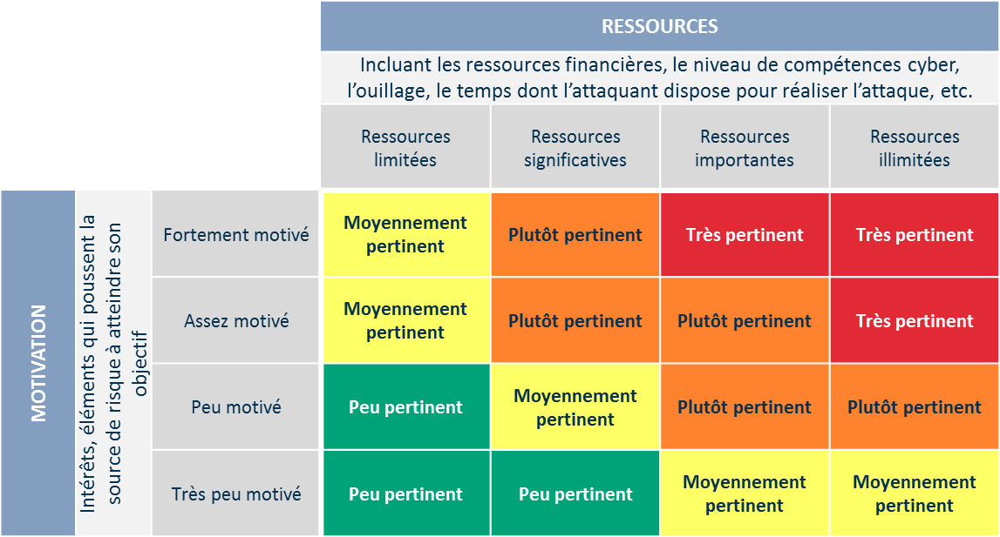 RESSOURCES
Incluant les ressources financières, le niveau de compétences cyber,
l’ouillage, le temps dont l’attaquant dispose pour réaliser l’attaque, etc.
Ressources
limitées
Ressources
significatives
Ressources
importantes
Ressources
illimitées
MOTIVATION
Intérêts, éléments qui poussent la
source de risque à atteindre son
objectif
Fortement motivé
Moyennement
pertinent
Plutôt pertinent
Très pertinent
Très pertinent
Assez motivé
Moyennement
pertinent
Plutôt pertinent
Plutôt pertinent
Très pertinent
Peu motivé
Peu pertinent
Moyennement
pertinent
Plutôt pertinent
Plutôt pertinent
Très peu motivé
Peu pertinent
Peu pertinent
Moyennement
pertinent
Moyennement
pertinent